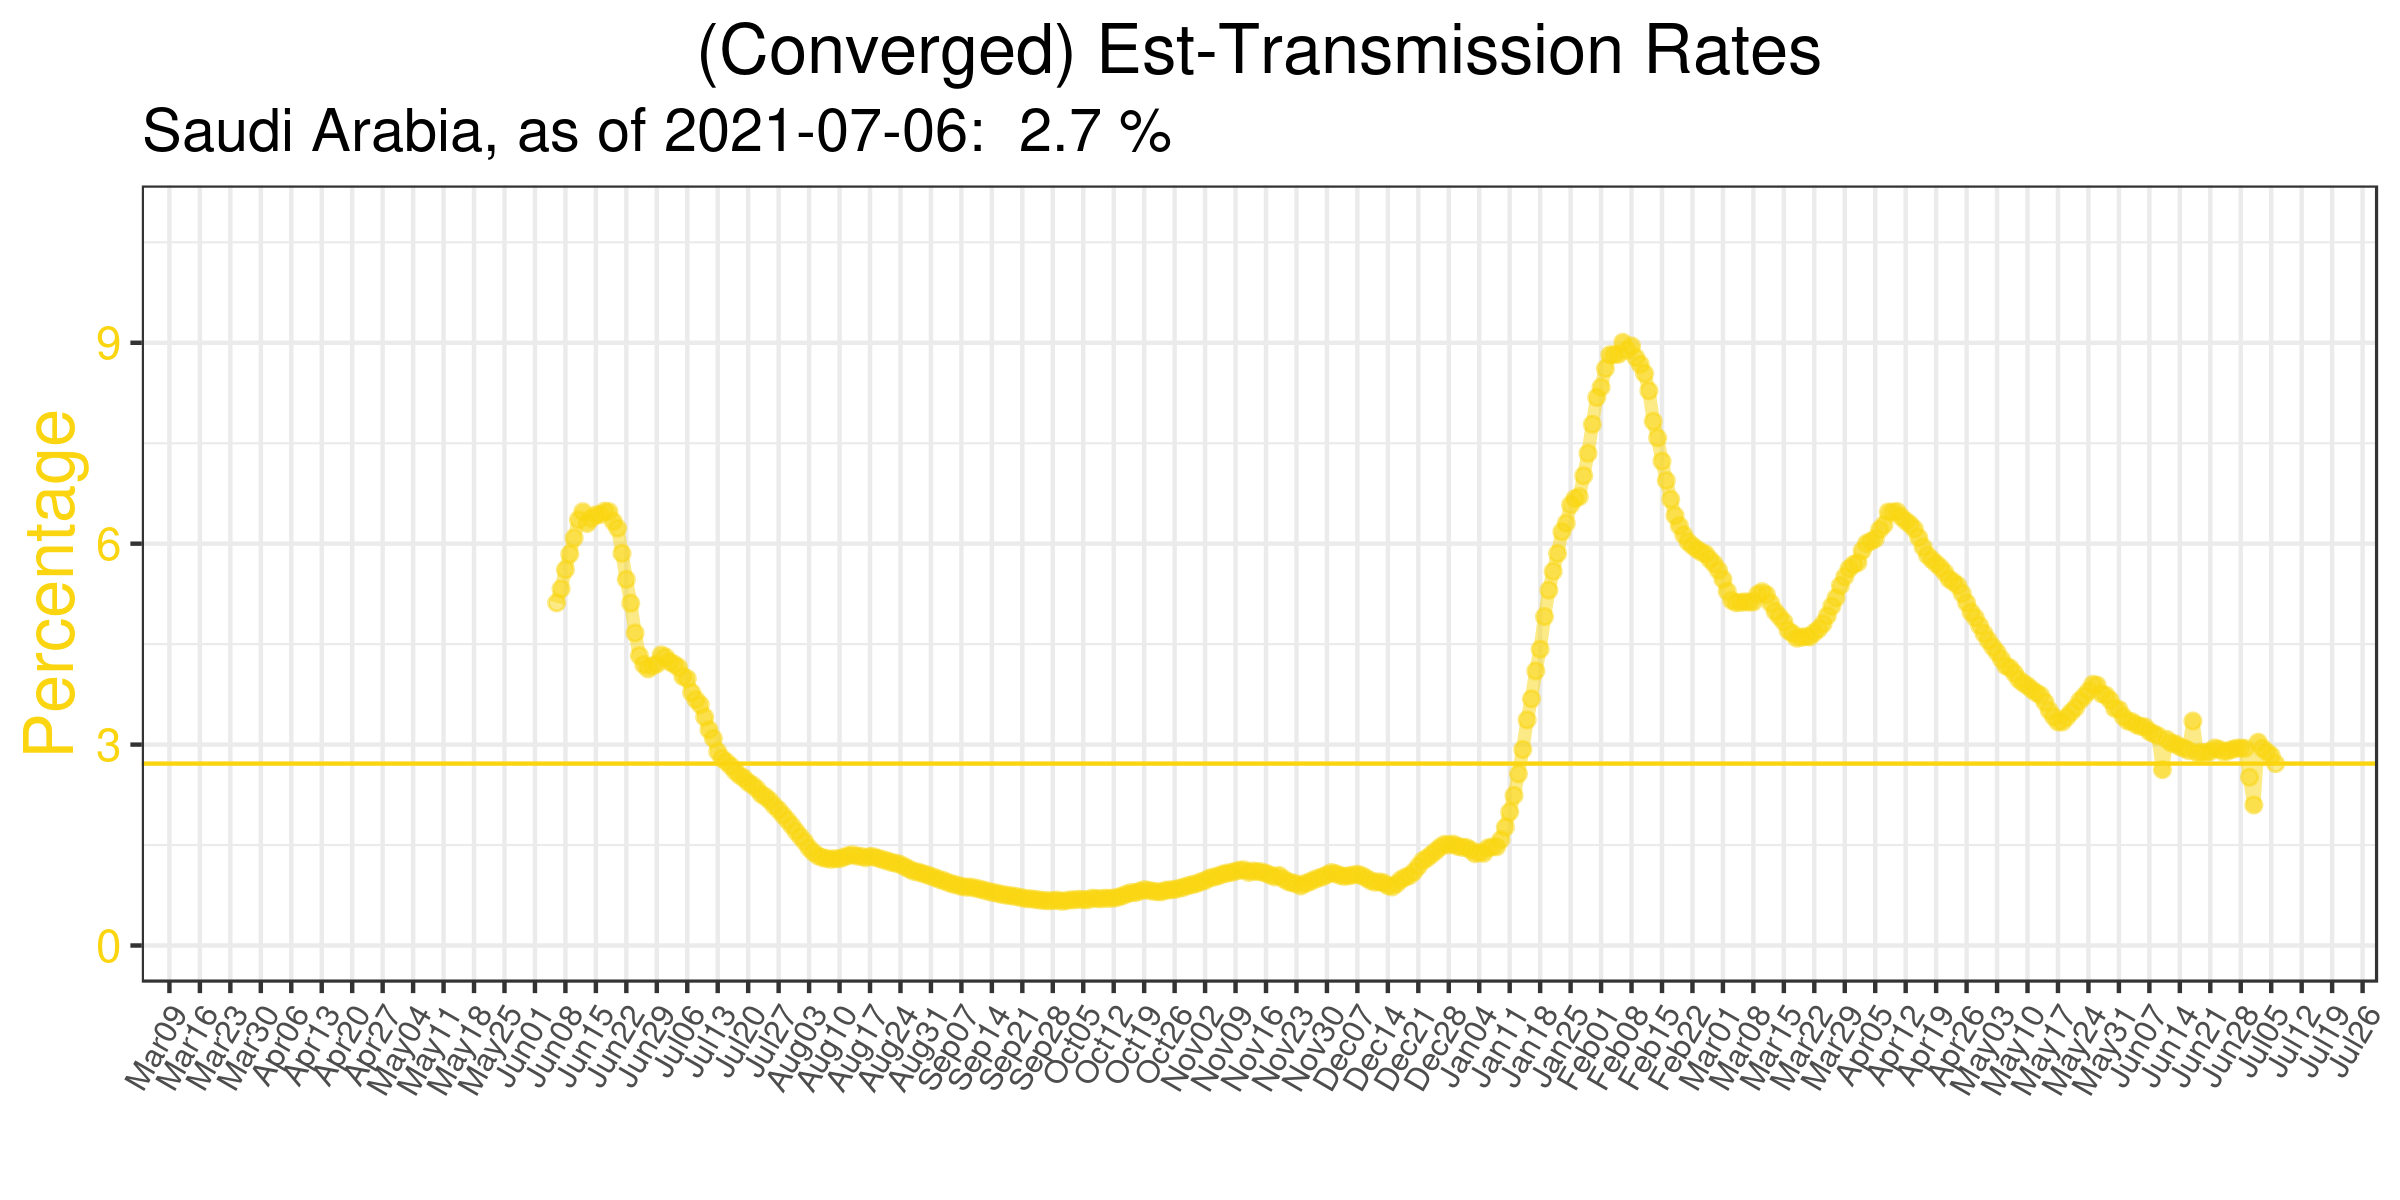 (Converged) Est-Transmission Rates
Saudi Arabia, as of 2021-07-06:  2.7 %
Percentage
9
6
3
0
Mar09
Mar16
Mar23
Mar30
Apr06
Apr13
Apr20
Apr27
May04
May11
May18
May25
Jun01
Jun08
Jun15
Jun22
Jun29
Jul06
Jul13
Jul20
Jul27
Aug03
Aug10
Aug17
Aug24
Aug31
Sep07
Sep14
Sep21
Sep28
Oct05
Oct12
Oct19
Oct26
Nov02
Nov09
Nov16
Nov23
Nov30
Dec07
Dec14
Dec21
Dec28
Jan04
Jan11
Jan18
Jan25
Feb01
Feb08
Feb15
Feb22
Mar01
Mar08
Mar15
Mar22
Mar29
Apr05
Apr12
Apr19
Apr26
May03
May10
May17
May24
May31
Jun07
Jun14
Jun21
Jun28
Jul05
Jul12
Jul19
Jul26